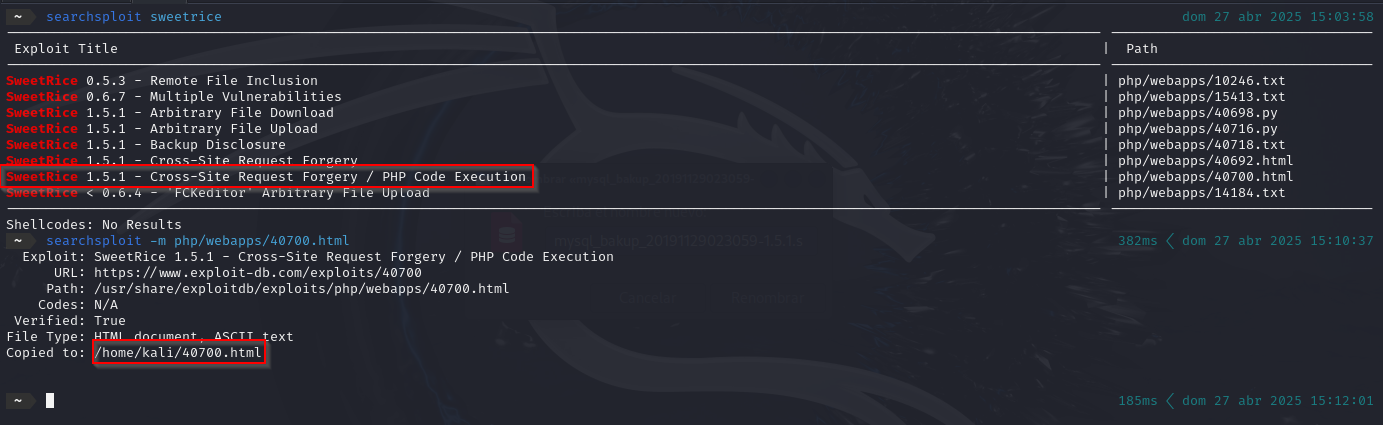 ~ searchsploit sweetrice dom 27 abr 2025 15:03:58
Exploit Title | Path
SweetRice 0.5.3 - Remote File Inclusion | php/webapps/10246.txt
SweetRice 0.6.7 - Multiple Vulnerabilities | php/webapps/15413.txt
SweetRice 1.5.1 - Arbitrary File Download | php/webapps/40698.py
SweetRice 1.5.1 - Arbitrary File Upload | php/webapps/40716.py
SweetRice 1.5.1 - Backup Disclosure | php/webapps/40718.txt
SweetRice 1.5.1 - Cross-Site Request Forgery | php/webapps/40692.html
SweetRice 1.5.1 - Cross-Site Request Forgery / PHP Code Execution | php/webapps/40700.html
SweetRice < 0.6.4 - 'FCKeditor' Arbitrary File Upload | php/webapps/14184.txt
Shellcodes: No Results
~ searchsploit -m php/webapps/40700.html 382ms < dom 27 abr 2025 15:10:37
Exploit: SweetRice 1.5.1 - Cross-Site Request Forgery / PHP Code Execution
URL: https://www.exploit-db.com/exploits/40700
Path: /usr/share/exploitdb/exploits/php/webapps/40700.html
Codes: N/A
Verified: True
File Type: HTML document, ASCII text
Copied to: /home/kali/40700.html
mysql_bakup_20191129023059-1.5.1.s
Cancelar Renombrar
~ 185ms < dom 27 abr 2025 15:12:01